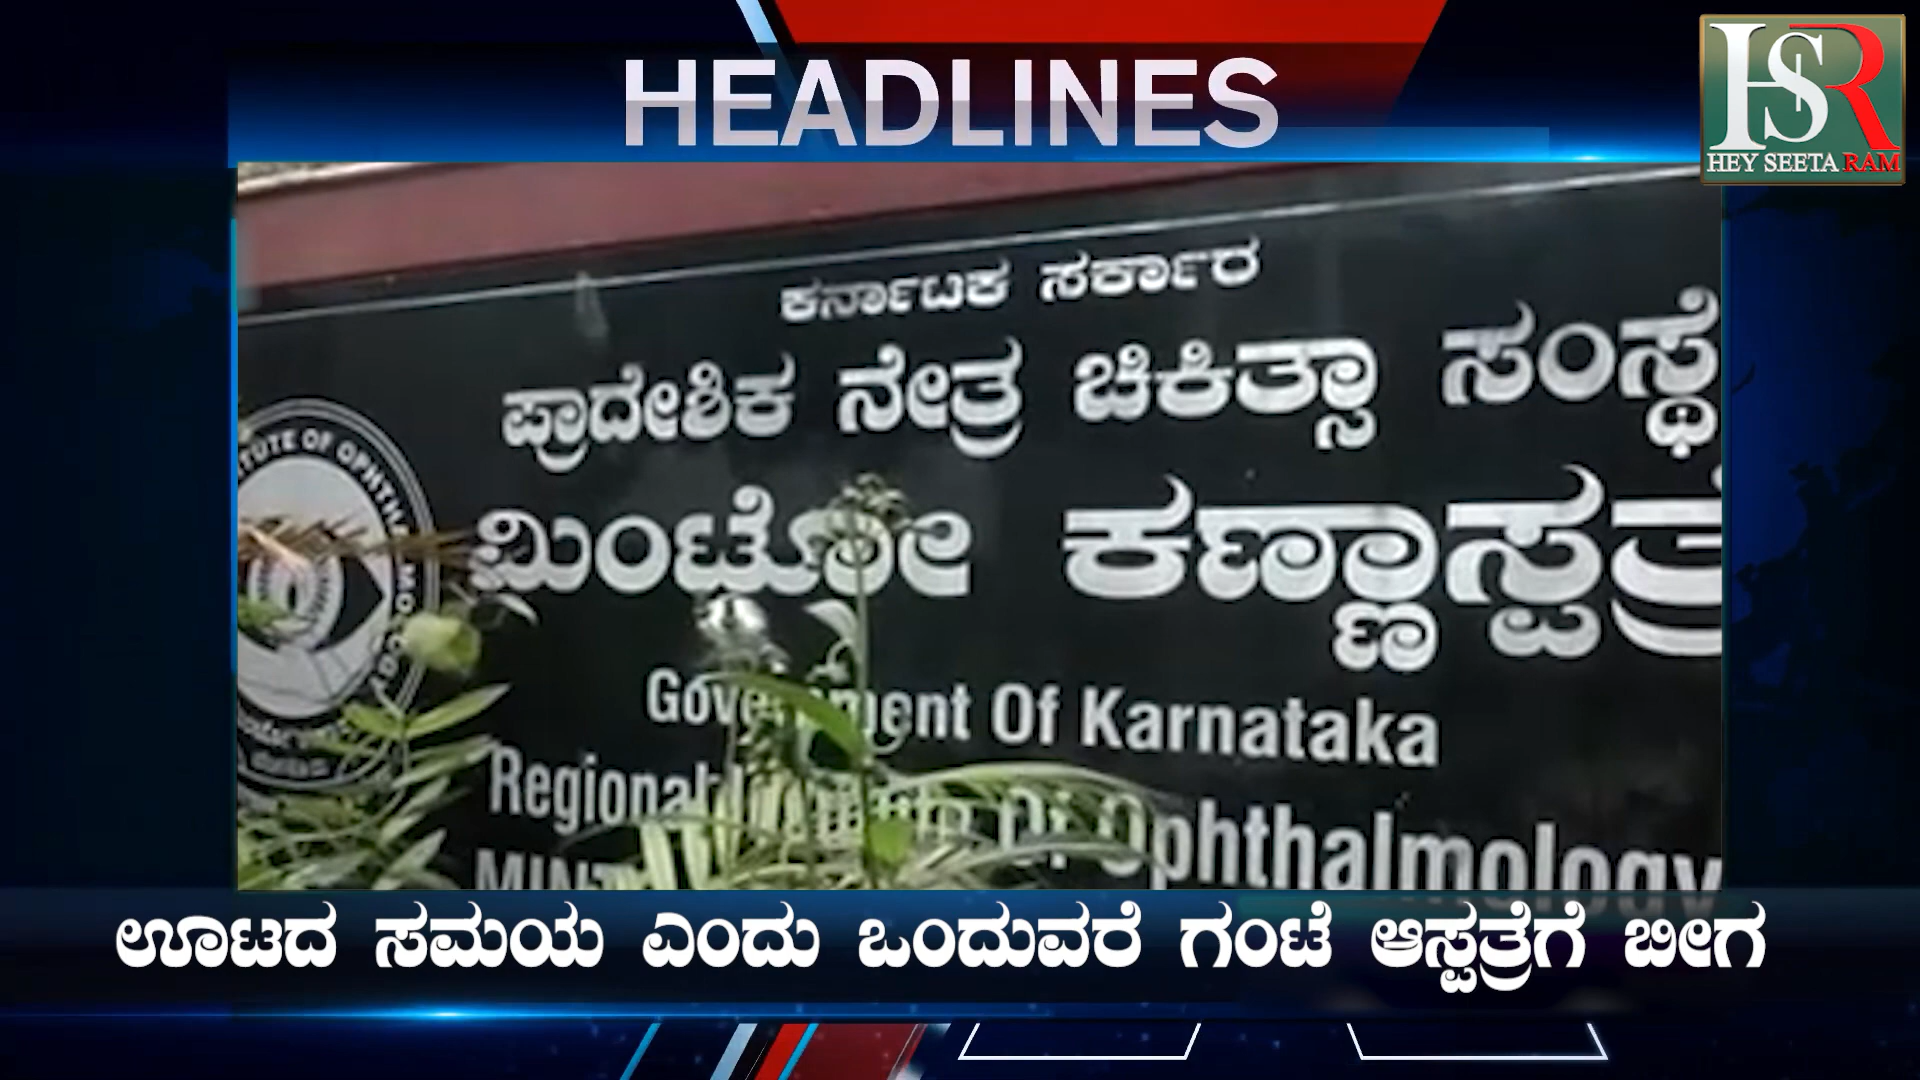 HEADLINES
HSR
HEY SEETA RAM
ಕರ್ನಾಟಕ ಸರ್ಕಾರ
ಪ್ರಾದೇಶಿಕ ನೇತ್ರ ಚಿಕಿತ್ಸಾ ಸಂಸ್ಥೆ
ಮಿಂಟೋ ಕಣ್ಣಾಸ್ಪತ್ರೆ
Government Of Karnataka
Regional Of Ophthalmology
OF
ಊಟದ ಸಮಯ ಎಂದು ಒಂದುವರೆ ಗಂಟೆ ಆಸ್ಪತ್ರೆಗೆ ಬೀಗ